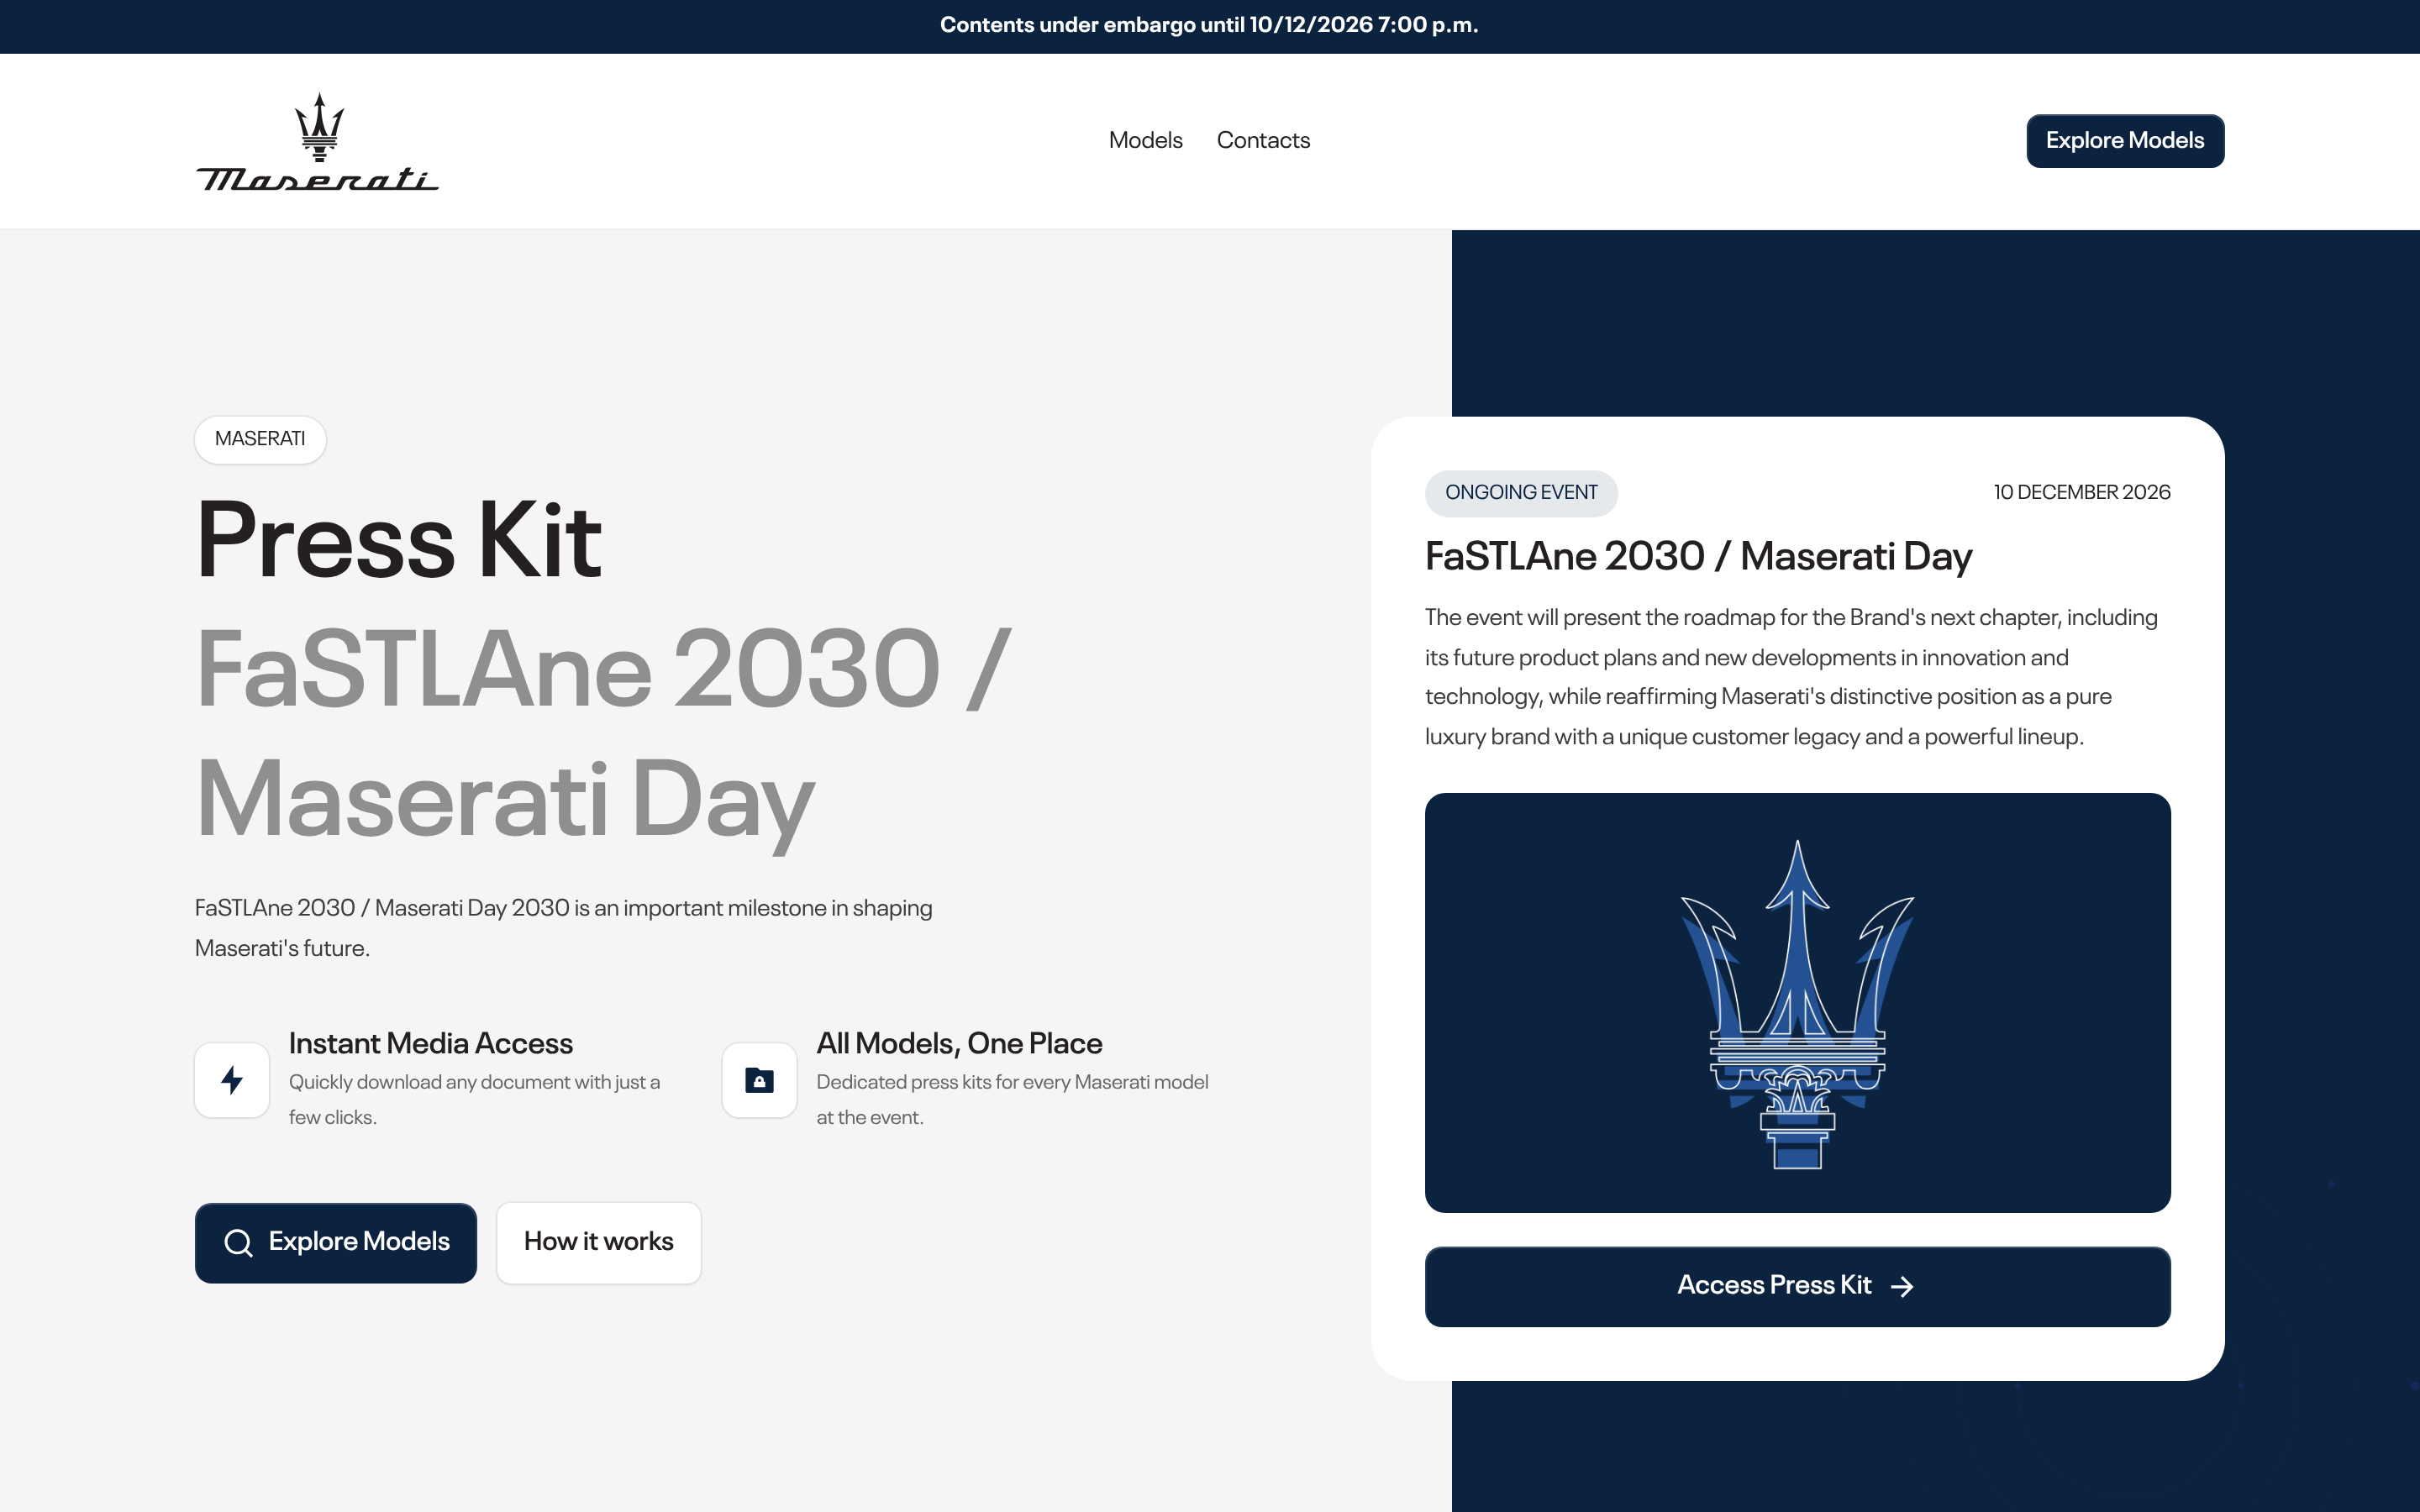 Contents under embargo until 10/12/2026 7:00 p.m.
Maserati
Models
Contacts
Explore Models
MASERATI
Press Kit
FaSTLAne 2030 /
Maserati Day
FaSTLAne 2030 / Maserati Day 2030 is an important milestone in shaping
Maserati's future.
Instant Media Access
Quickly download any document with just a
few clicks.
All Models, One Place
Dedicated press kits for every Maserati model
at the event.
Explore Models
How it works
ONGOING EVENT
10 DECEMBER 2026
FaSTLAne 2030 / Maserati Day
The event will present the roadmap for the Brand's next chapter, including
its future product plans and new developments in innovation and
technology, while reaffirming Maserati's distinctive position as a pure
luxury brand with a unique customer legacy and a powerful lineup.
Access Press Kit